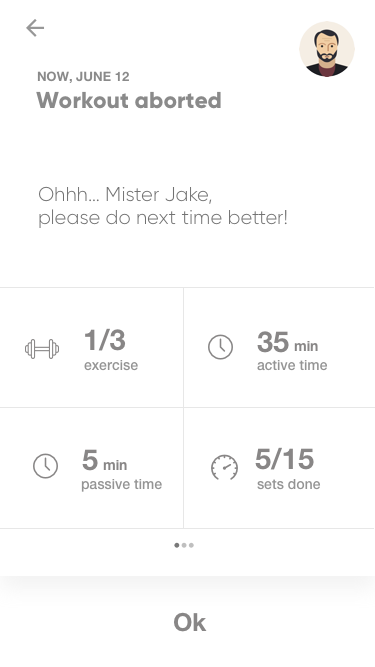 NOW, JUNE 12
Workout aborted
Ohhh... Mister Jake,
please do next time better!
1/3
exercise
35 min
active time
5 min
passive time
5/15
sets done
Ok